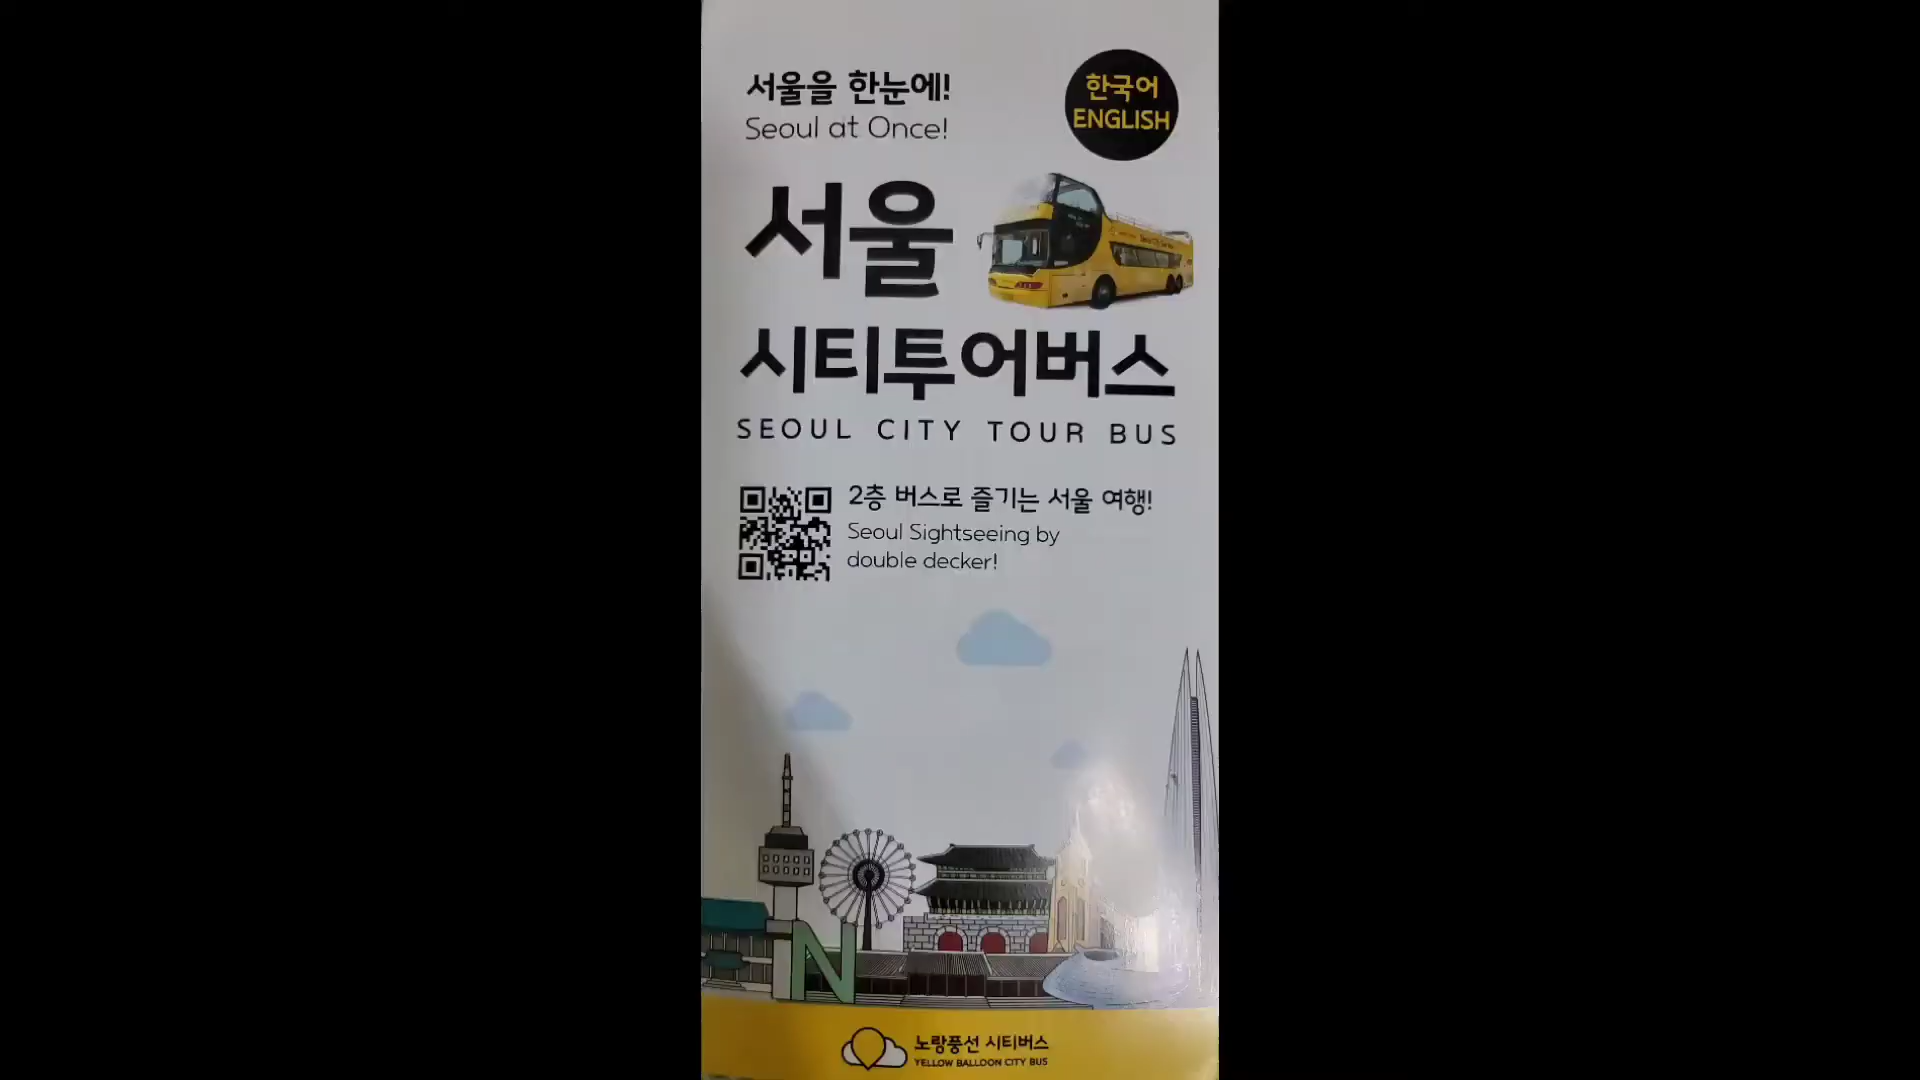 서울을 한눈에!
Seoul at Once!
한국어
ENGLISH
서울
시티투어버스
SEOUL CITY TOUR BUS
2층 버스로 즐기는 서울 여행!
Seoul Sightseeing by
double decker!
N
노랑풍선 시티버스
YELLOW BALLOON CITY BUS